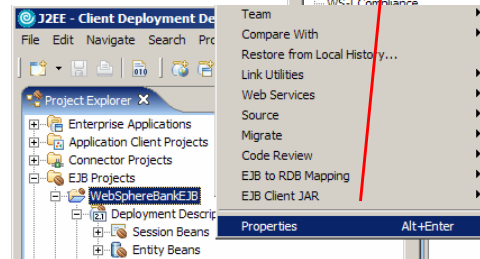 WS-I Compliance
J2EE - Client Deployment De
File Edit Navigate Search Pro
Project Explorer
Enterprise Applications
Application Client Projects
Connector Projects
EJB Projects
WebSphereBankEJB
Deployment Descrip
Session Beans
Entity Beans
Team
Compare With
Restore from Local History...
Link Utilities
Web Services
Source
Migrate
Code Review
EJB to RDB Mapping
EJB Client JAR
Properties Alt+Enter